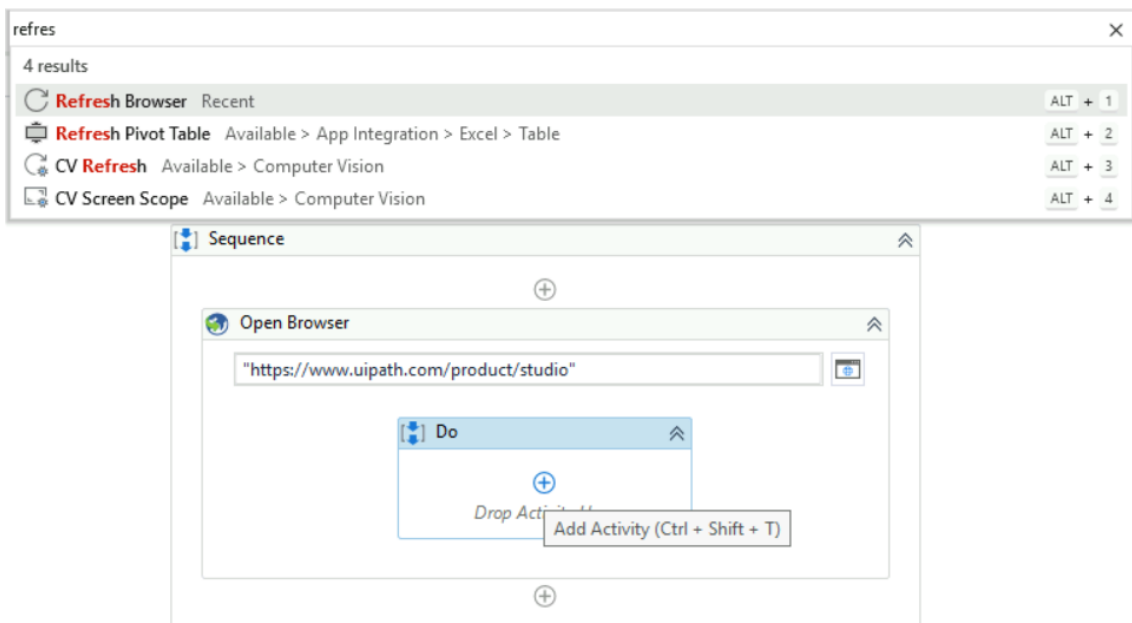 refres
4 results
Refresh Browser Recent ALT + 1
Refresh Pivot Table Available > App Integration > Excel > Table ALT + 2
CV Refresh Available > Computer Vision ALT + 3
CV Screen Scope Available > Computer Vision ALT + 4
Sequence
Open Browser
"https://www.uipath.com/product/studio"
Do
Drop
Add Activity (Ctrl + Shift + T)